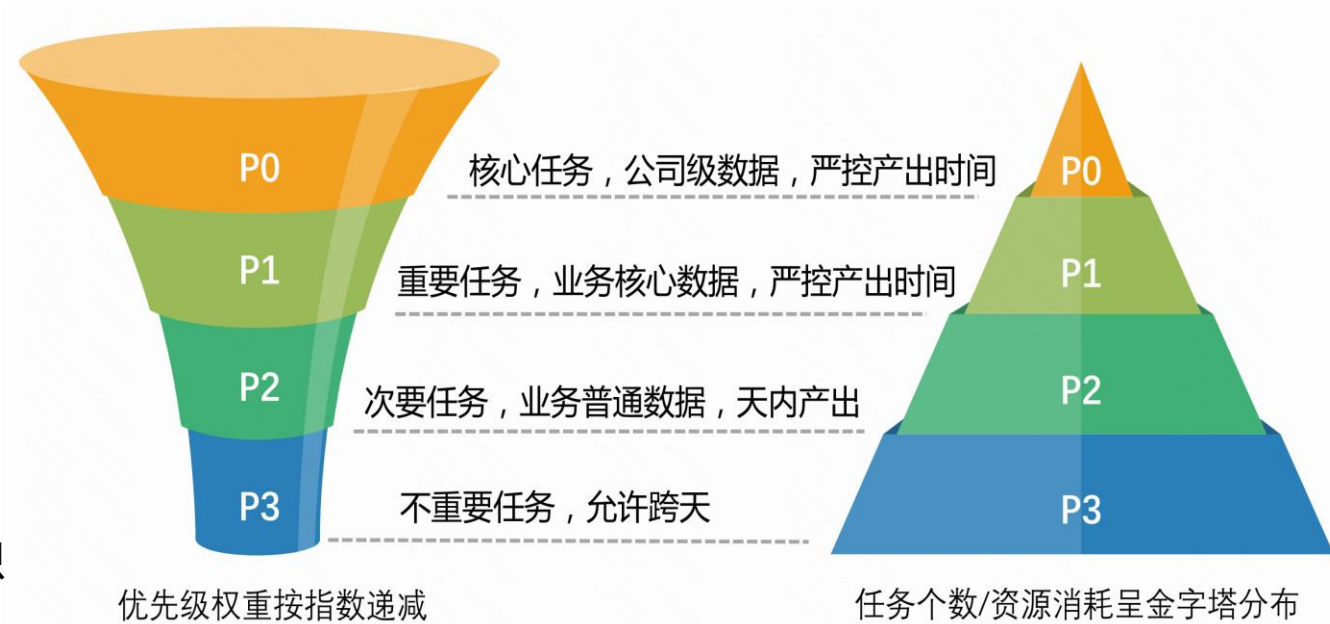 P0 核心任务，公司级数据，严控产出时间 P0
P1 重要任务，业务核心数据，严控产出时间 P1
P2 次要任务，业务普通数据，天内产出 P2
P3 不重要任务，允许跨天 P3
优先级权重按指数递减 任务个数/资源消耗呈金字塔分布